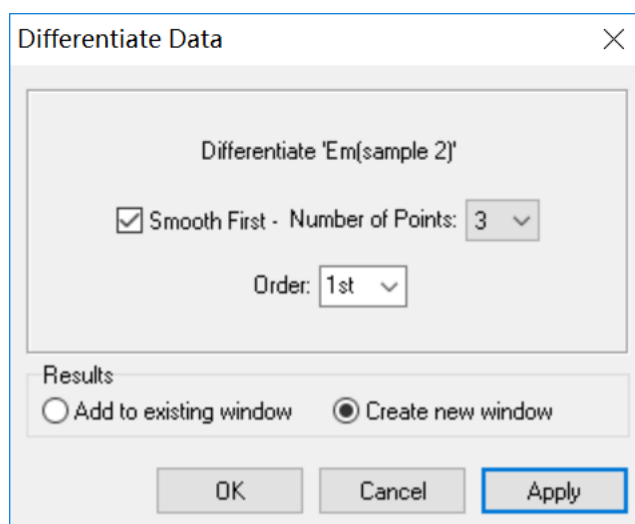 Differentiate Data
Differentiate 'Em(sample 2)'
Smooth First - Number of Points: 3
Order: 1st
Results
Add to existing window Create new window
OK Cancel Apply